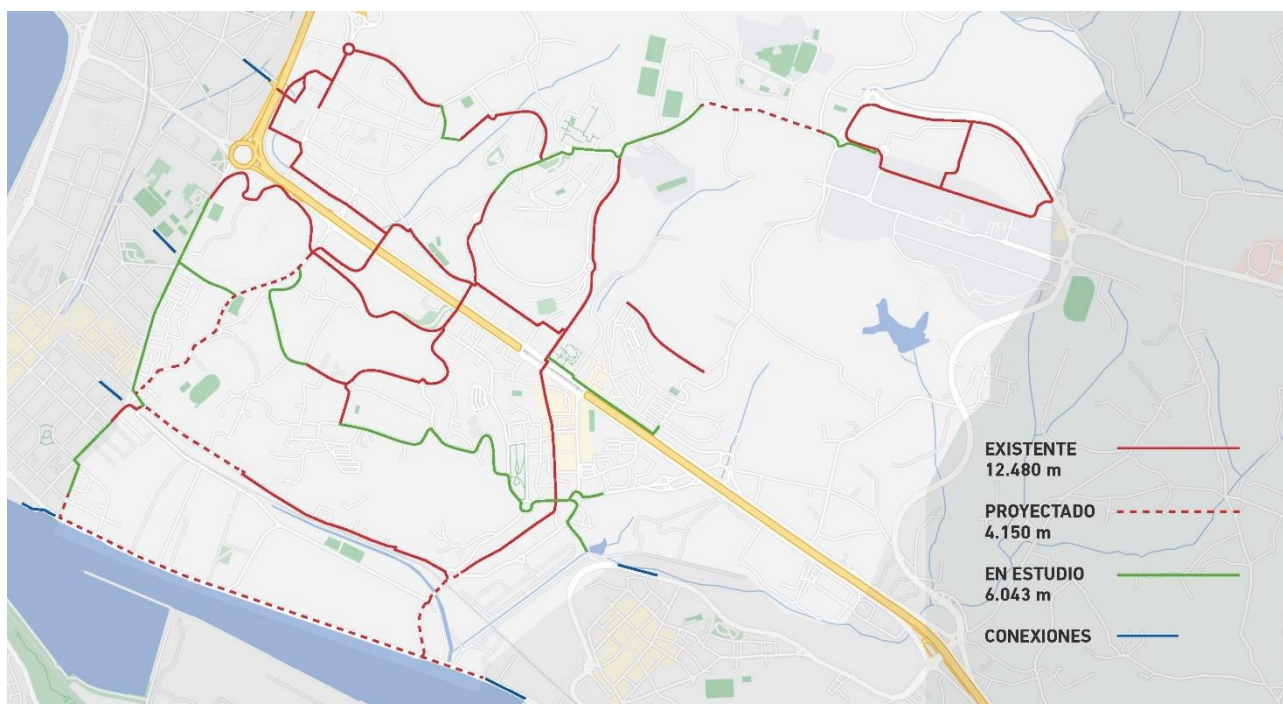 EXISTENTE
12.480 m
PROYECTADO
4.150 m
EN ESTUDIO
6.043 m
CONEXIONES